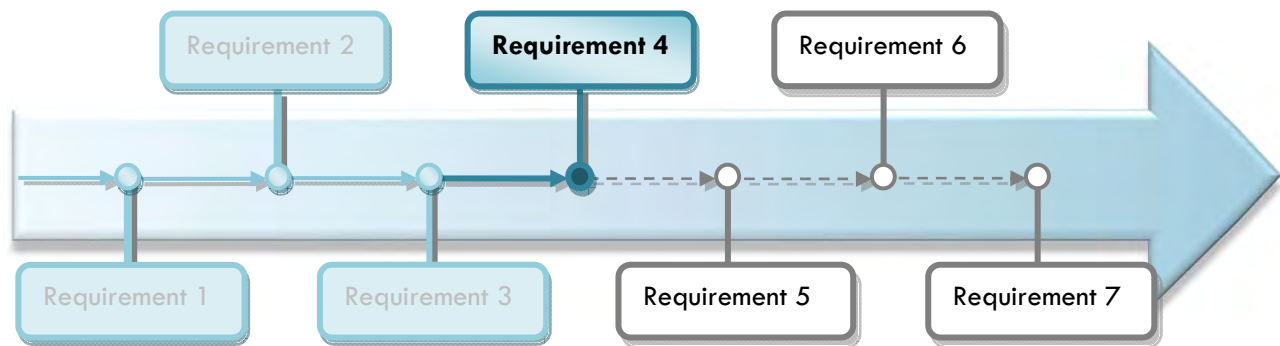 Requirement 2
Requirement 4
Requirement 6
Requirement 1
Requirement 3
Requirement 5
Requirement 7